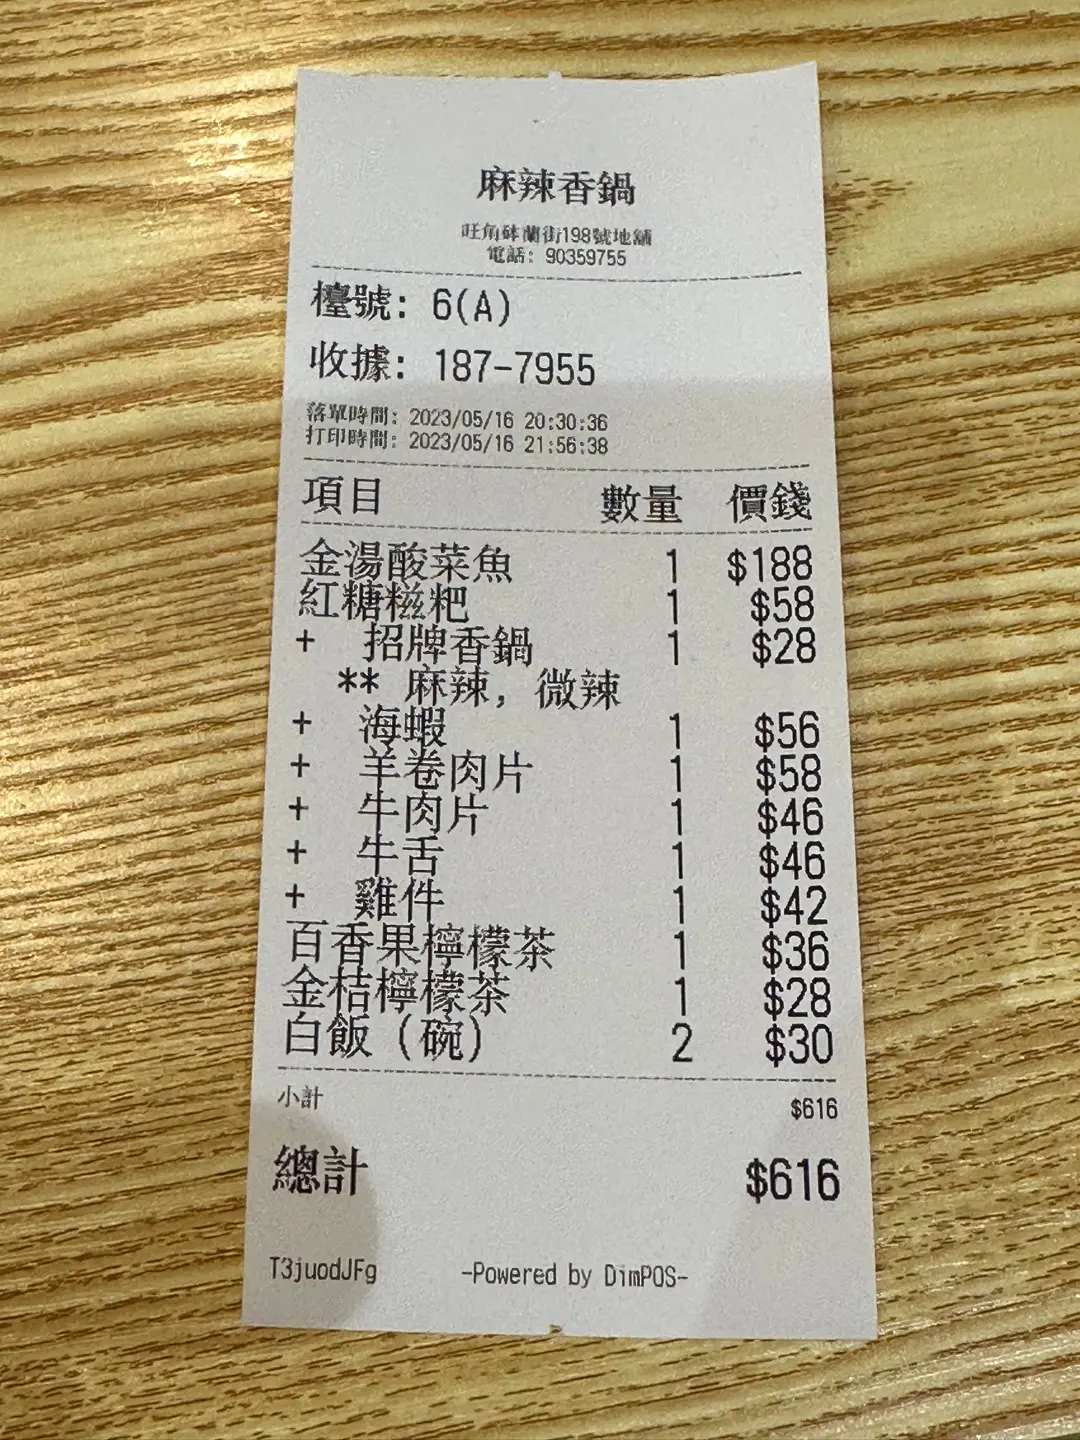 麻辣香鍋
旺角砵蘭街198號地舖
電話: 90359755
檯號: 6(A)
收據: 187-7955
落單時間: 2023/05/16 20:30:36
打印時間: 2023/05/16 21:56:38
項目 數量 價錢
金湯酸菜魚 1 $188
紅糖糍粑 1 $58
+ 招牌香鍋 1 $28
** 麻辣, 微辣
+ 海蝦 1 $56
+ 羊卷肉片 1 $58
+ 牛肉片 1 $46
+ 牛舌 1 $46
+ 雞件 1 $42
百香果檸檬茶 1 $36
金桔檸檬茶 1 $28
白飯 (碗) 2 $30
小計 $616
總計 $616
T3juodJFg -Powered by DimPOS-